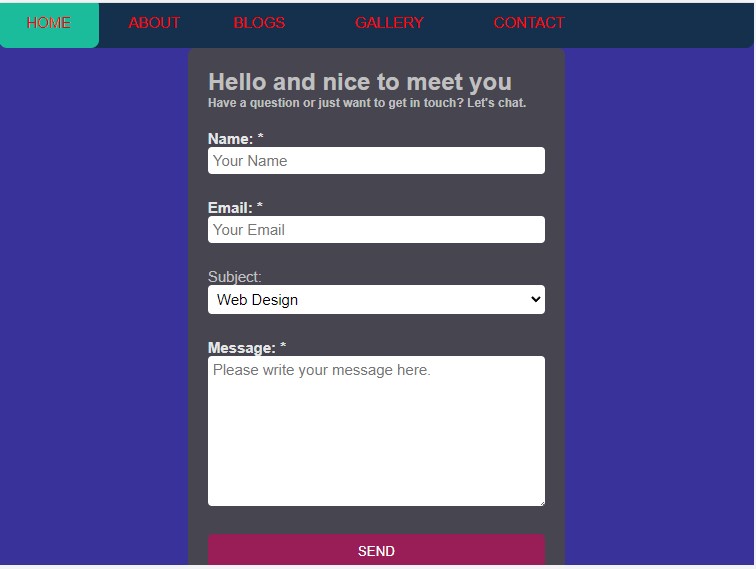 HOME ABOUT BLOGS GALLERY CONTACT
Hello and nice to meet you
Have a question or just want to get in touch? Let's chat.
Name: *
Your Name
Email: *
Your Email
Subject:
Web Design
Message: *
Please write your message here.
SEND